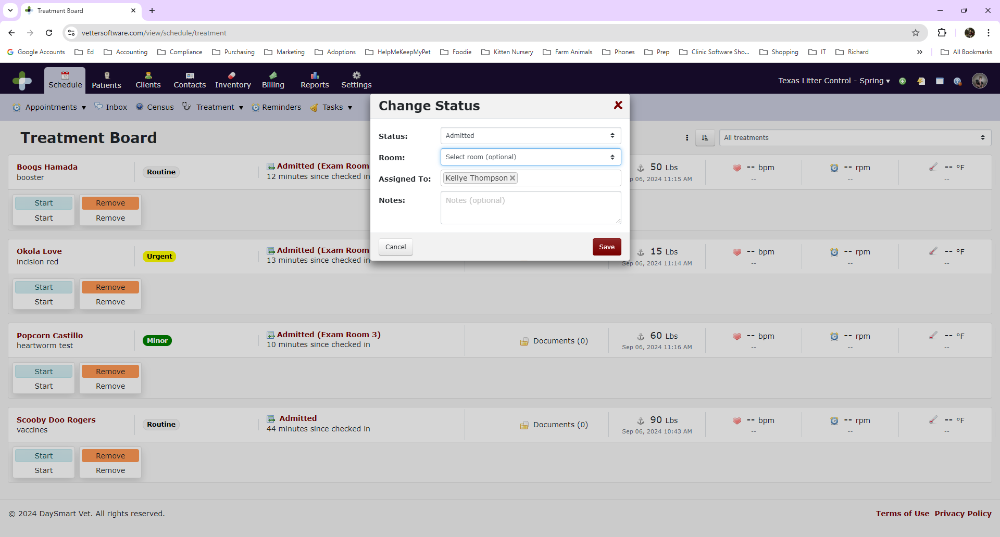 Treatment Board
vettersoftware.com/view/schedule/treatment
Google Accounts Ed Accounting Compliance Purchasing Marketing Adoptions HelpMeKeepMyPet Foodie Kitten Nursery Farm Animals Phones Prep Clinic Software Sho... Shopping IT Richard » All Bookmarks
Schedule Patients Clients Contacts Inventory Billing Reports Settings Texas Litter Control - Spring
Appointments Inbox Census Treatment Reminders Tasks
Change Status
Status: Admitted
Room: Select room (optional)
Assigned To: Kellye Thompson
Notes: Notes (optional)
Cancel Save
Treatment Board All treatments
Boogs Hamada Routine Admitted (Exam Room 50 Lbs -- bpm -- rpm -- °F
booster 12 minutes since checked in p 06, 2024 11:15 AM -- -- --
Start Remove
Start Remove
Okola Love Urgent Admitted (Exam Room 15 Lbs -- bpm -- rpm -- °F
incision red 13 minutes since checked in Sep 06, 2024 11:14 AM -- -- --
Start Remove
Start Remove
Popcorn Castillo Minor Admitted (Exam Room 3) Documents (0) 60 Lbs -- bpm -- rpm -- °F
heartworm test 10 minutes since checked in Sep 06, 2024 11:16 AM -- -- --
Start Remove
Start Remove
Scooby Doo Rogers Routine Admitted Documents (0) 90 Lbs -- bpm -- rpm -- °F
vaccines 44 minutes since checked in Sep 06, 2024 10:43 AM -- -- --
Start Remove
Start Remove
© 2024 DaySmart Vet. All rights reserved. Terms of Use Privacy Policy